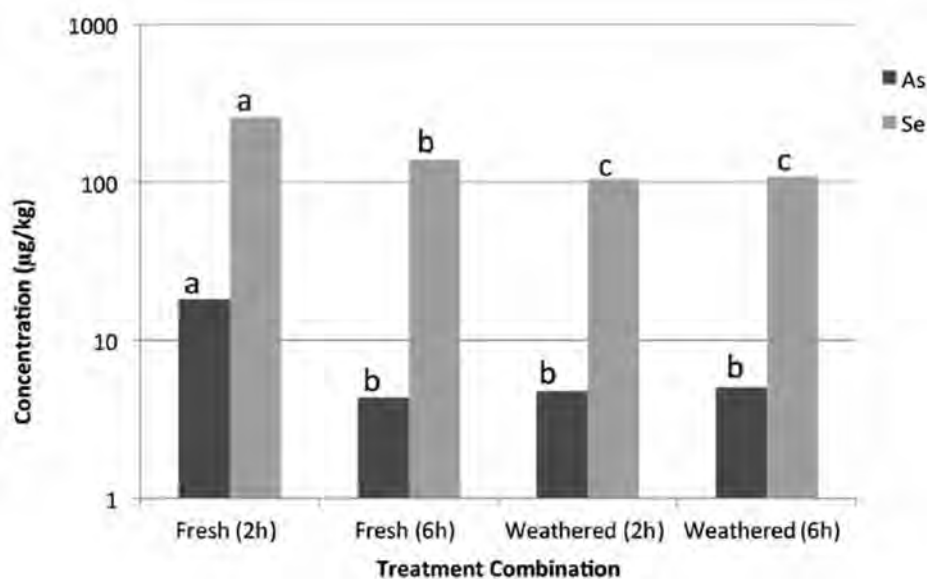 1000
100
10
1
Concentration (µg/kg)
a
a
b
b
b
c
b
c
As
Se
Fresh (2h)
Fresh (6h)
Weathered (2h)
Weathered (6h)
Treatment Combination